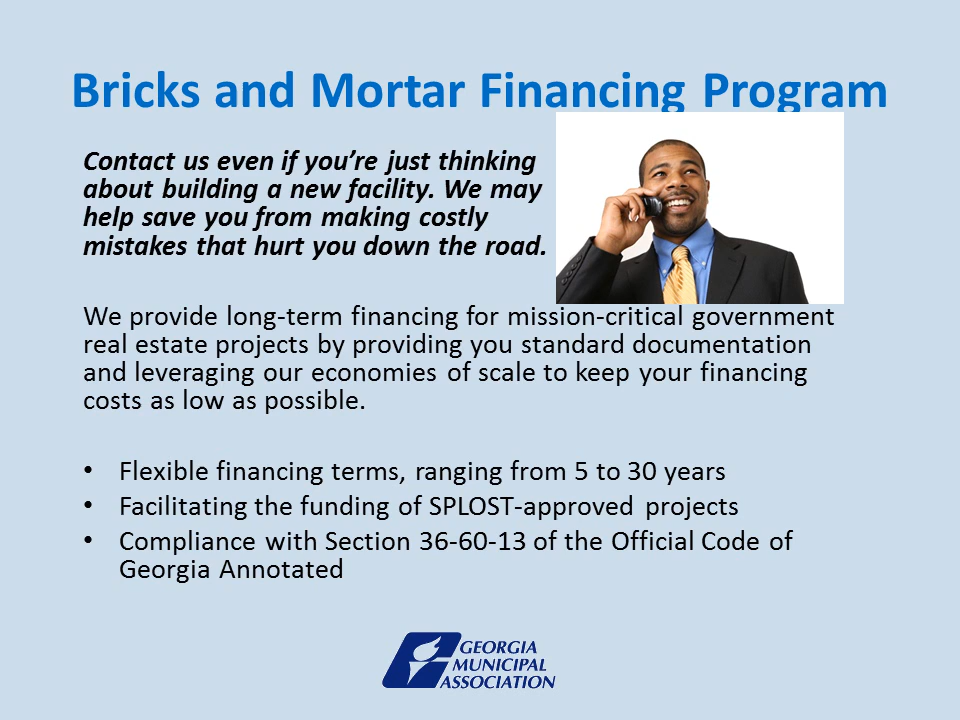 Bricks and Mortar Financing Program
Contact us even if you’re just thinking
about building a new facility. We may
help save you from making costly
mistakes that hurt you down the road.
We provide long-term financing for mission-critical government
real estate projects by providing you standard documentation
and leveraging our economies of scale to keep your financing
costs as low as possible.
• Flexible financing terms, ranging from 5 to 30 years
• Facilitating the funding of SPLOST-approved projects
• Compliance with Section 36-60-13 of the Official Code of
Georgia Annotated
GEORGIA
MUNICIPAL
ASSOCIATION